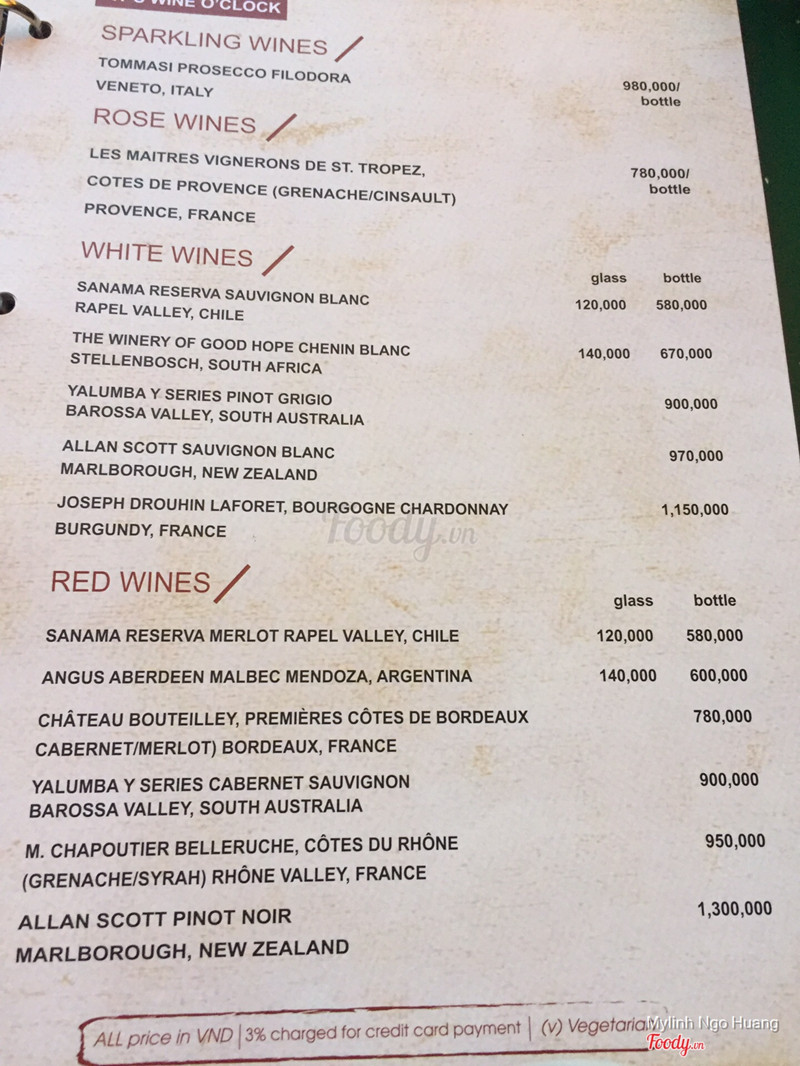 WINE O'CLOCK
SPARKLING WINES
TOMMASI PROSECCO FILODORA
VENETO, ITALY
980,000/
bottle
ROSE WINES
LES MAITRES VIGNERONS DE ST. TROPEZ,
COTES DE PROVENCE (GRENACHE/CINSAULT)
PROVENCE, FRANCE
780,000/
bottle
WHITE WINES
glass bottle
SANAMA RESERVA SAUVIGNON BLANC
RAPEL VALLEY, CHILE
120,000 580,000
THE WINERY OF GOOD HOPE CHENIN BLANC
STELLENBOSCH, SOUTH AFRICA
140,000 670,000
YALUMBA Y SERIES PINOT GRIGIO
BAROSSA VALLEY, SOUTH AUSTRALIA
900,000
ALLAN SCOTT SAUVIGNON BLANC
MARLBOROUGH, NEW ZEALAND
970,000
JOSEPH DROUHIN LAFORET, BOURGOGNE CHARDONNAY
BURGUNDY, FRANCE
1,150,000
Foody.vn
RED WINES
glass bottle
SANAMA RESERVA MERLOT RAPEL VALLEY, CHILE 120,000 580,000
ANGUS ABERDEEN MALBEC MENDOZA, ARGENTINA 140,000 600,000
CHÂTEAU BOUTEILLEY, PREMIÈRES CÔTES DE BORDEAUX 780,000
CABERNET/MERLOT) BORDEAUX, FRANCE
YALUMBA Y SERIES CABERNET SAUVIGNON 900,000
BAROSSA VALLEY, SOUTH AUSTRALIA
M. CHAPOUTIER BELLERUCHE, CÔTES DU RHÔNE 950,000
(GRENACHE/SYRAH) RHÔNE VALLEY, FRANCE
ALLAN SCOTT PINOT NOIR 1,300,000
MARLBOROUGH, NEW ZEALAND
ALL price in VND | 3% charged for credit card payment | (v) Vegetarian
Mylinh Ngo Huang
Foody.vn